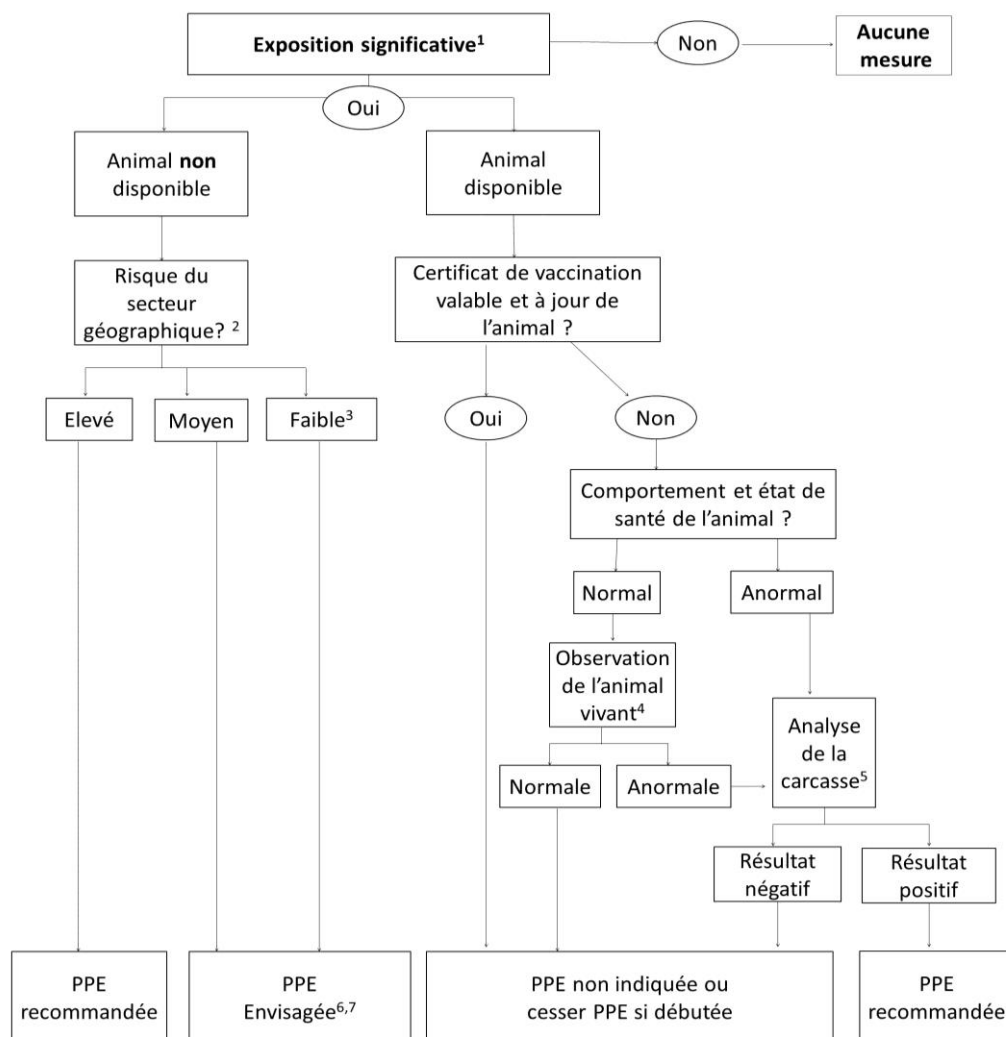 Exposition significative1
Non
Aucune
mesure
Oui
Animal non
disponible
Animal
disponible
Risque du
secteur
géographique? 2
Certificat de vaccination
valable et à jour de
l'animal ?
Elevé
Moyen
Faible3
Oui
Non
Comportement et état de
santé de l'animal ?
Normal
Anormal
Observation
de l'animal
vivant4
Analyse
de la
carcasse5
Normale
Anormale
Résultat
négatif
Résultat
positif
PPE
recommandée
PPE
Envisagée6,7
PPE non indiquée ou
cesser PPE si débutée
PPE
recommandée